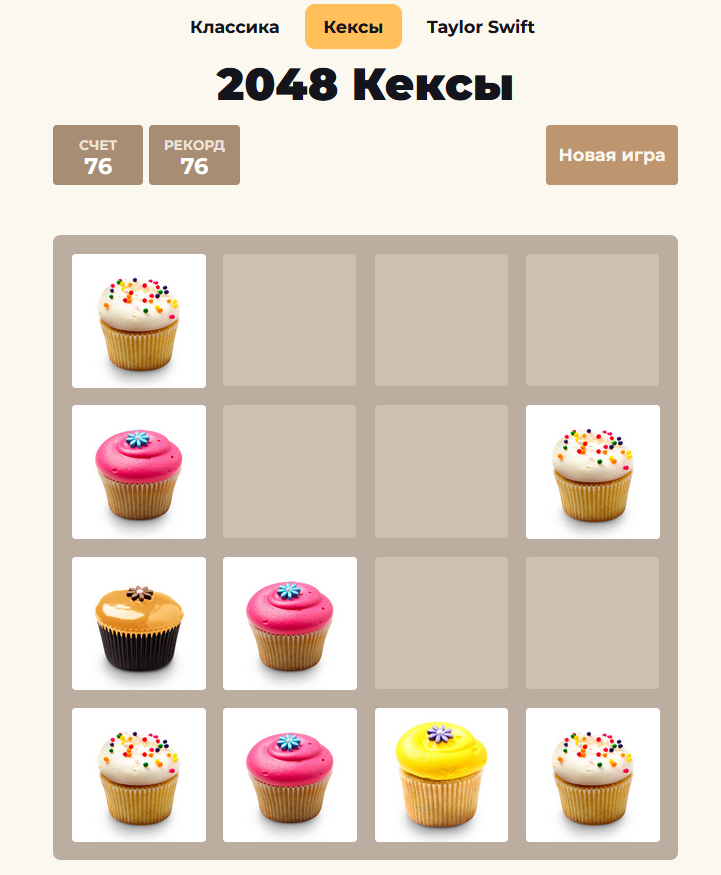 Классика Кексы Taylor Swift
2048 Кексы
СЧЕТ РЕКОРД
76 76
Новая игра